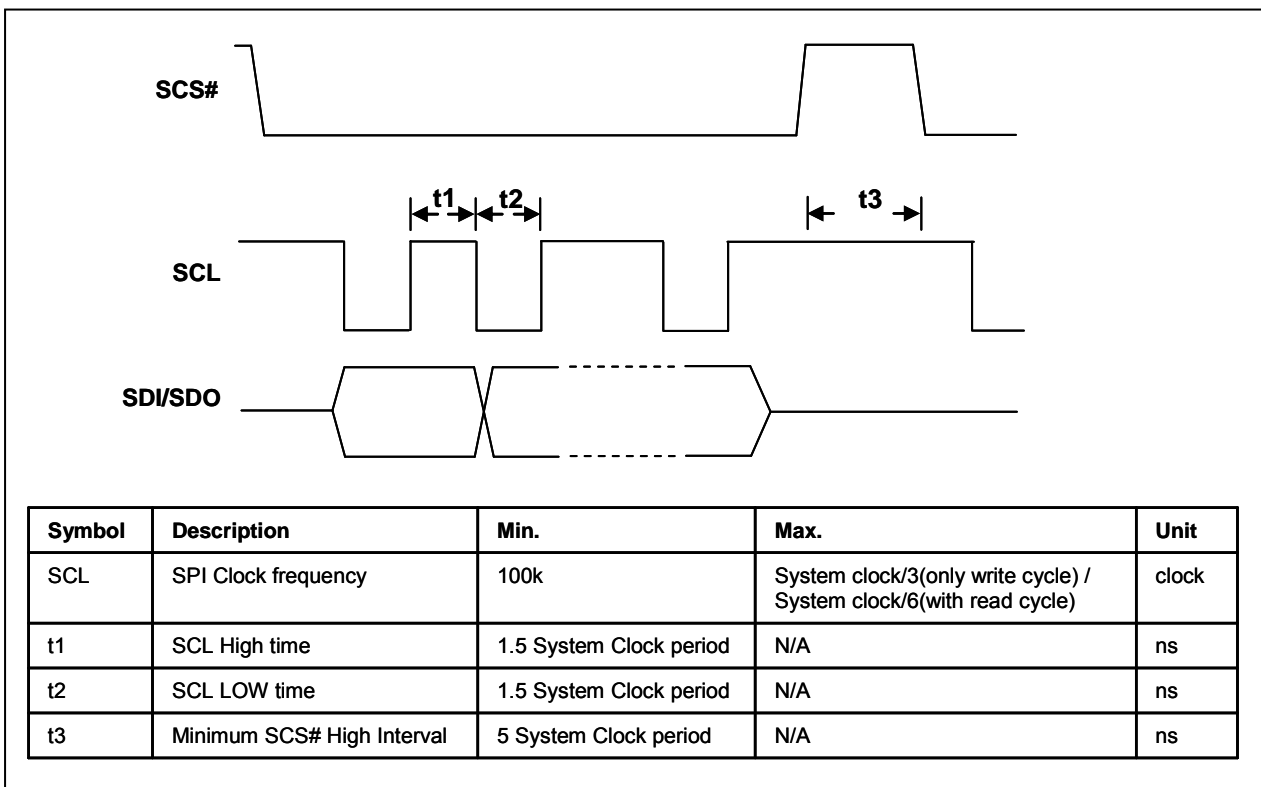 SCS#
t1 t2 t3
SCL
SDI/SDO
Symbol Description Min. Max. Unit
SCL SPI Clock frequency 100k System clock/3(only write cycle) / clock
System clock/6(with read cycle)
t1 SCL High time 1.5 System Clock period N/A ns
t2 SCL LOW time 1.5 System Clock period N/A ns
t3 Minimum SCS# High Interval 5 System Clock period N/A ns